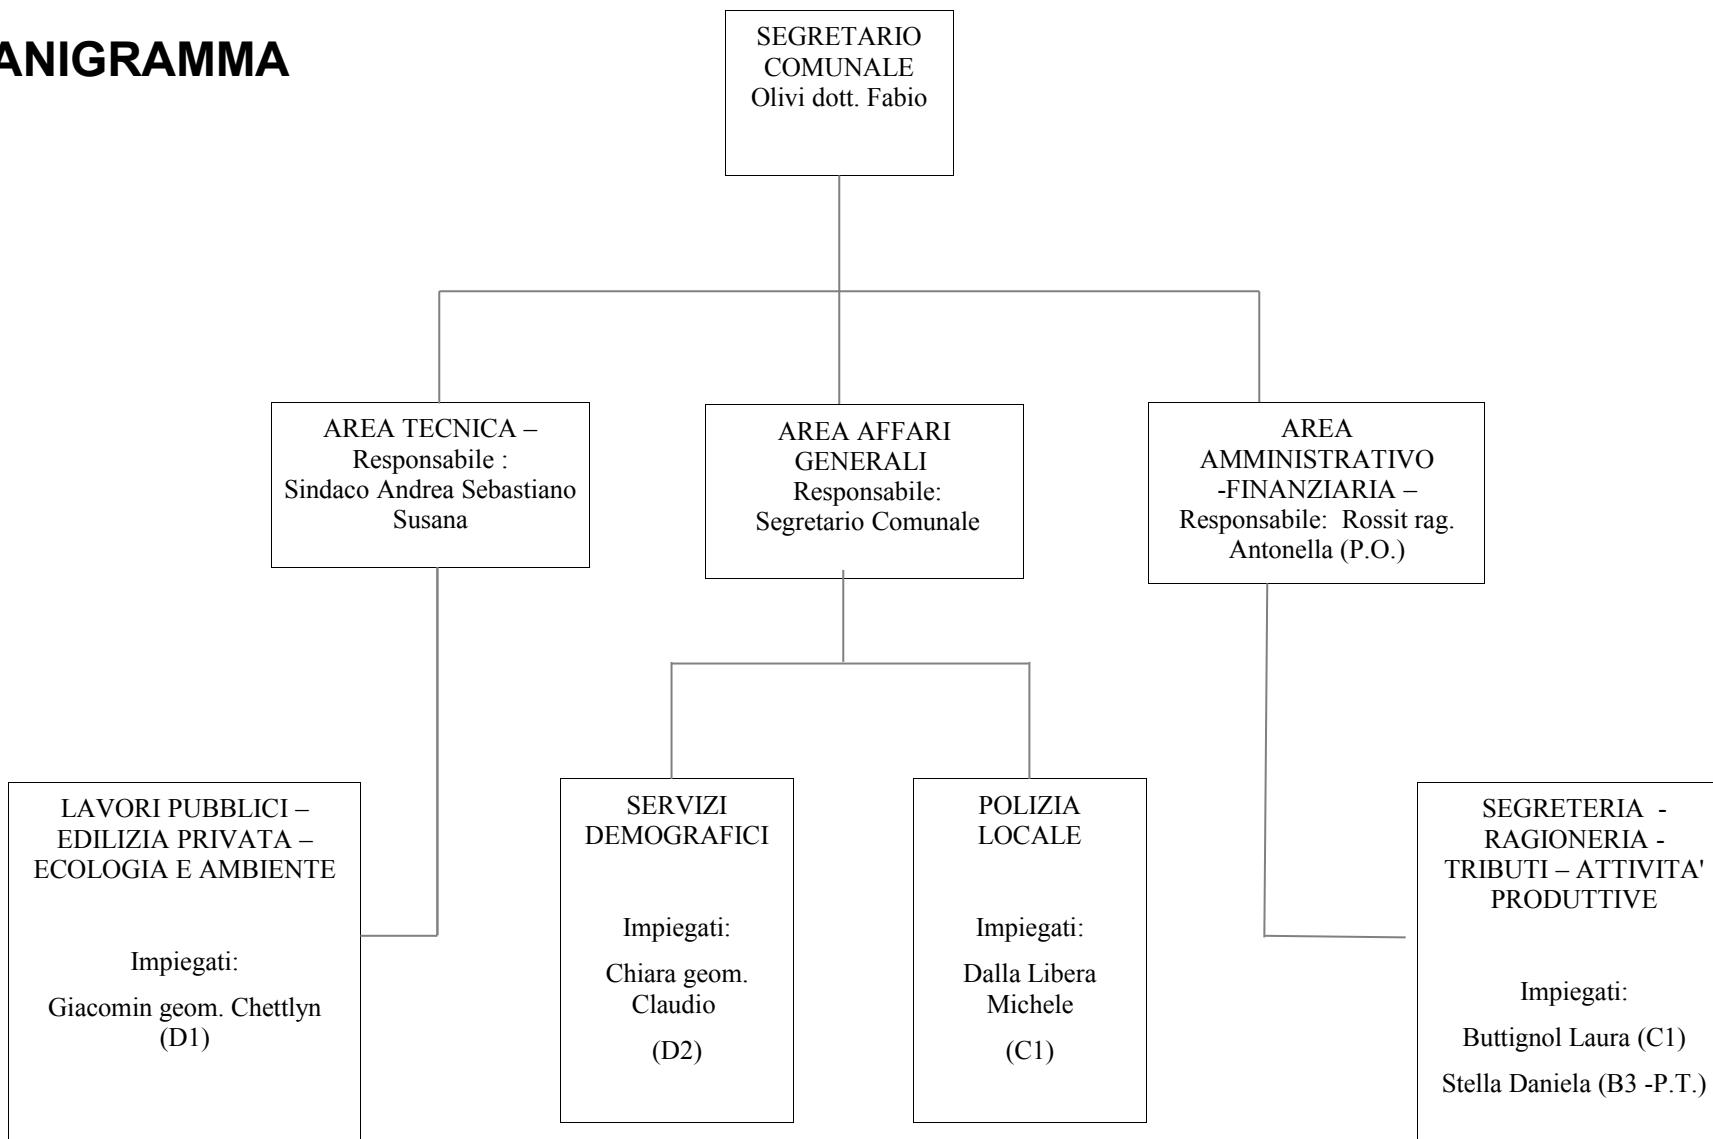 ANIGRAMMA
SEGRETARIO
COMUNALE
Olivi dott. Fabio
AREA TECNICA –
Responsabile :
Sindaco Andrea Sebastiano
Susana
AREA AFFARI
GENERALI
Responsabile:
Segretario Comunale
AREA
AMMINISTRATIVO
-FINANZIARIA –
Responsabile: Rossit rag.
Antonella (P.O.)
LAVORI PUBBLICI –
EDILIZIA PRIVATA –
ECOLOGIA E AMBIENTE
Impiegati:
Giacomin geom. Chettlyn
(D1)
SERVIZI
DEMOGRAFICI
Impiegati:
Chiara geom.
Claudio
(D2)
POLIZIA
LOCALE
Impiegati:
Dalla Libera
Michele
(C1)
SEGRETERIA -
RAGIONERIA -
TRIBUTI – ATTIVITA'
PRODUTTIVE
Impiegati:
Buttignol Laura (C1)
Stella Daniela (B3 -P.T.)